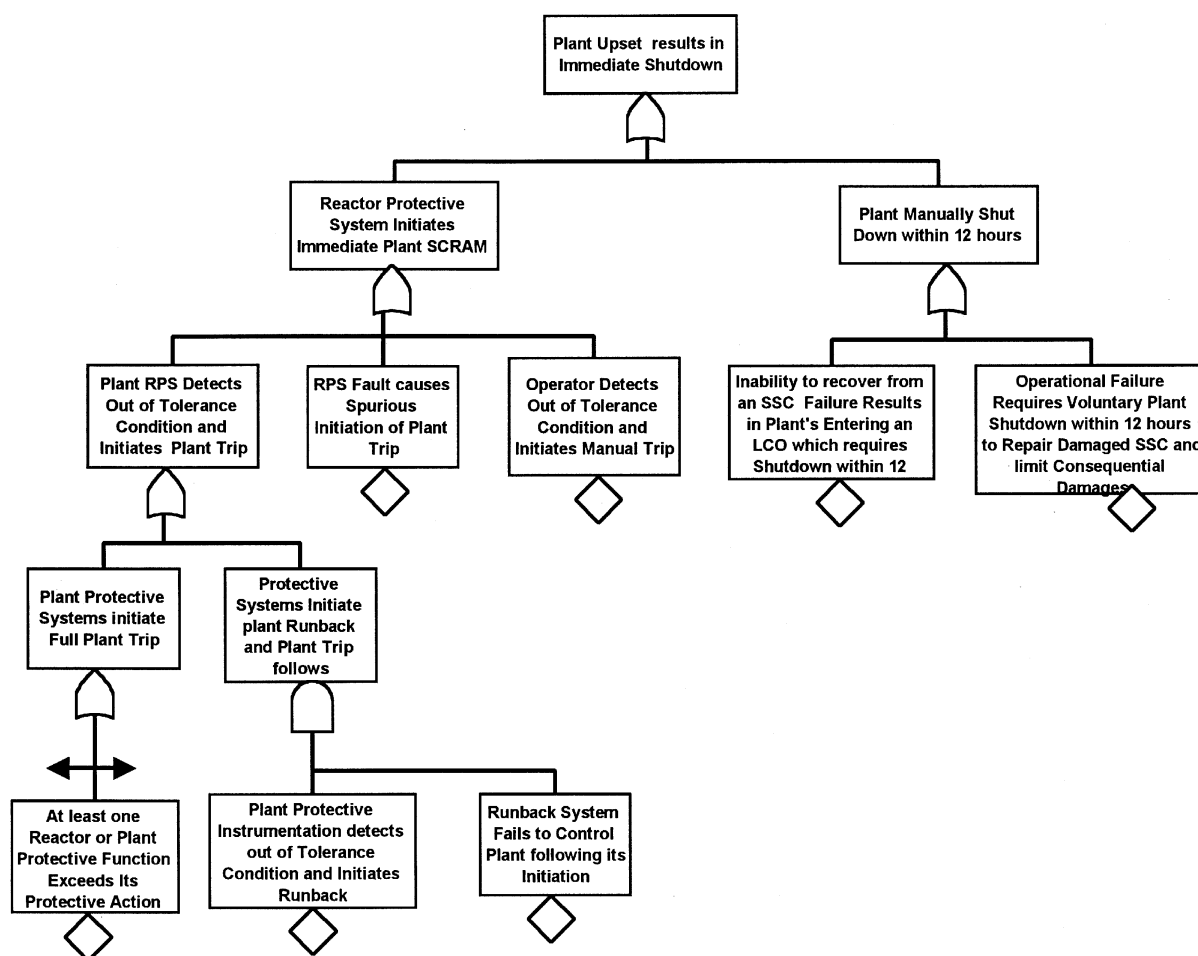 Plant Upset results in
Immediate Shutdown
Reactor Protective
System Initiates
Immediate Plant SCRAM
Plant Manually Shut
Down within 12 hours
Plant RPS Detects
Out of Tolerance
Condition and
Initiates Plant Trip
RPS Fault causes
Spurious
Initiation of Plant
Trip
Operator Detects
Out of Tolerance
Condition and
Initiates Manual Trip
Inability to recover from
an SSC Failure Results
in Plant's Entering an
LCO which requires
Shutdown within 12
Operational Failure
Requires Voluntary Plant
Shutdown within 12 hours
to Repair Damaged SSC and
limit Consequential
Damages
Plant Protective
Systems initiate
Full Plant Trip
Protective
Systems Initiate
plant Runback
and Plant Trip
follows
At least one
Reactor or Plant
Protective Function
Exceeds Its
Protective Action
Plant Protective
Instrumentation detects
out of Tolerance
Condition and Initiates
Runback
Runback System
Fails to Control
Plant following its
Initiation